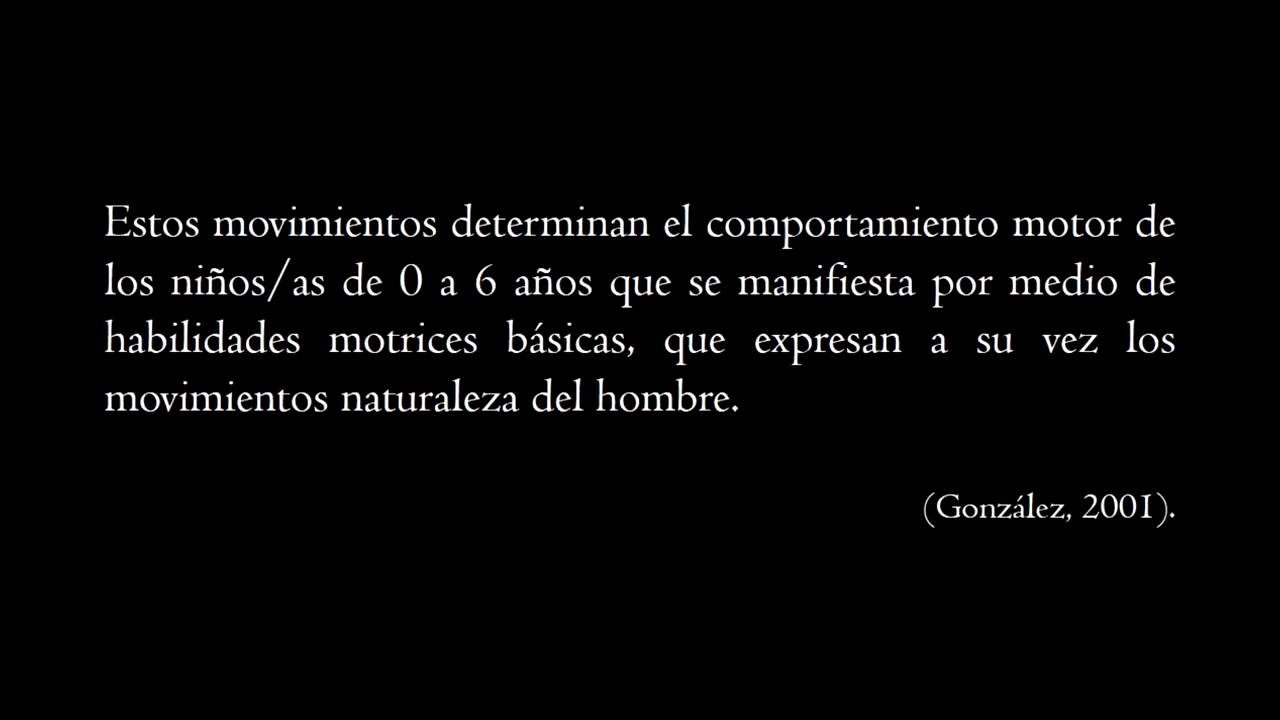 Estos movimientos determinan el comportamiento motor de
los niños/as de 0 a 6 años que se manifiesta por medio de
habilidades motrices básicas, que expresan a su vez los
movimientos naturaleza del hombre.
(González, 2001).